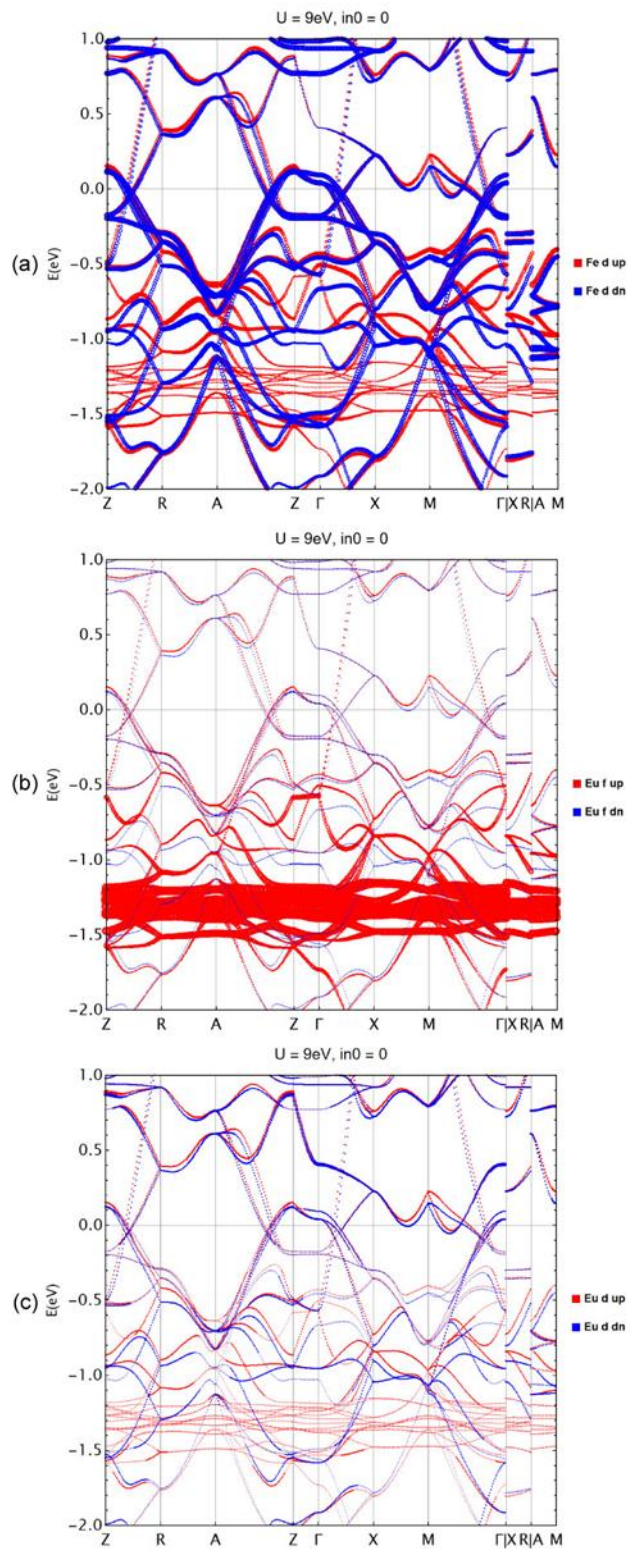 U = 9eV, in0 = 0
(a)
E(eV)
1.0
0.5
0.0
−0.5
−1.0
−1.5
−2.0
Z R A Z Γ X M Γ|X R|A M
Fe d up
Fe d dn
U = 9eV, in0 = 0
(b)
E(eV)
1.0
0.5
0.0
−0.5
−1.0
−1.5
−2.0
Z R A Z Γ X M Γ|X R|A M
Eu f up
Eu f dn
U = 9eV, in0 = 0
(c)
E(eV)
1.0
0.5
0.0
−0.5
−1.0
−1.5
−2.0
Z R A Z Γ X M Γ|X R|A M
Eu d up
Eu d dn